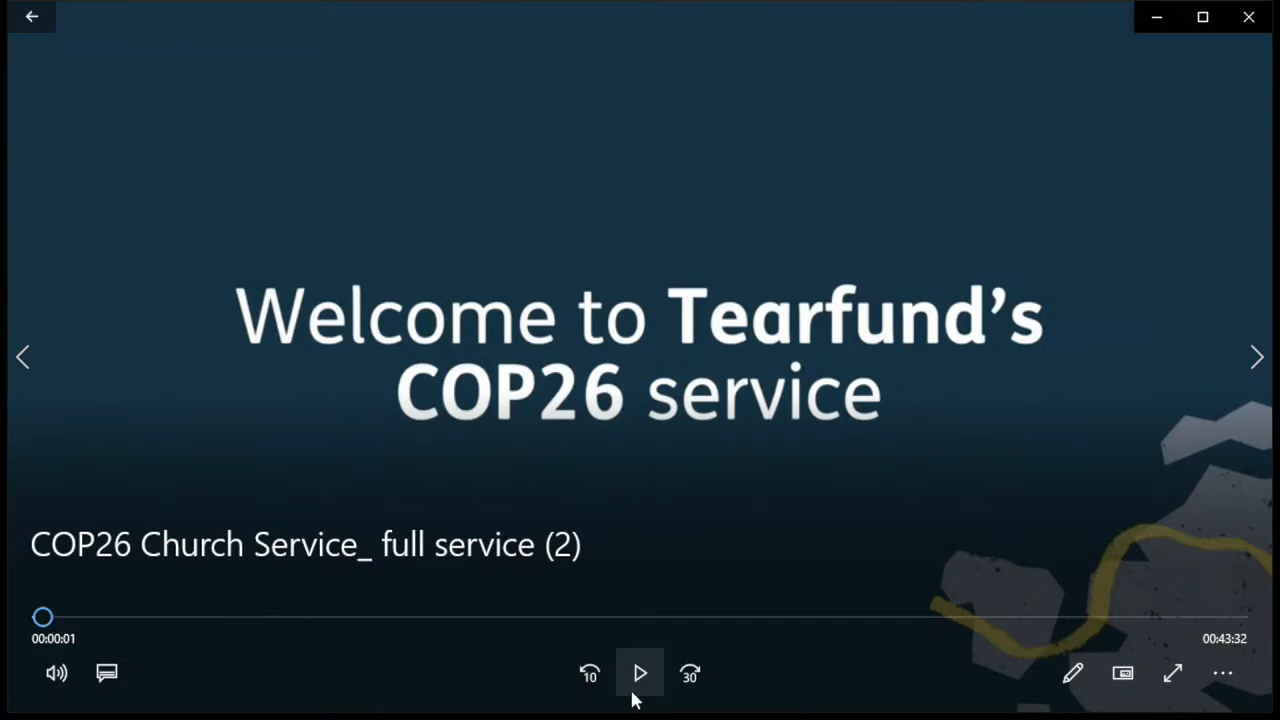 Welcome to Tearfund's
COP26 service
COP26 Church Service_ full service (2)
00:00:01
00:43:32
10
30